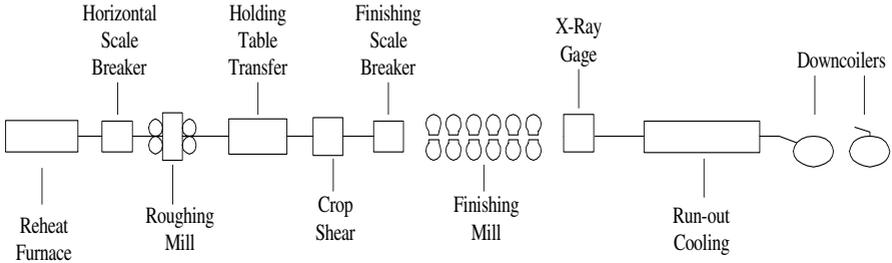 Horizontal
Scale
Breaker
Holding
Table
Transfer
Finishing
Scale
Breaker
X-Ray
Gage
Downcoilers
Reheat
Furnace
Roughing
Mill
Crop
Shear
Finishing
Mill
Run-out
Cooling